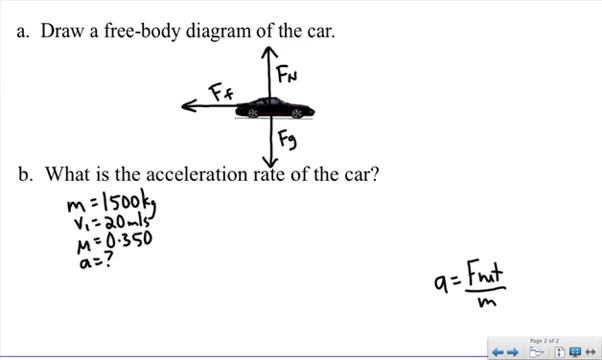 a. Draw a free-body diagram of the car.
FN
Ff
Fg
b. What is the acceleration rate of the car?
m=1500kg
v₁=20m/s
μ=0.350
a=?
a=Fnet
m
Page 2 of 2